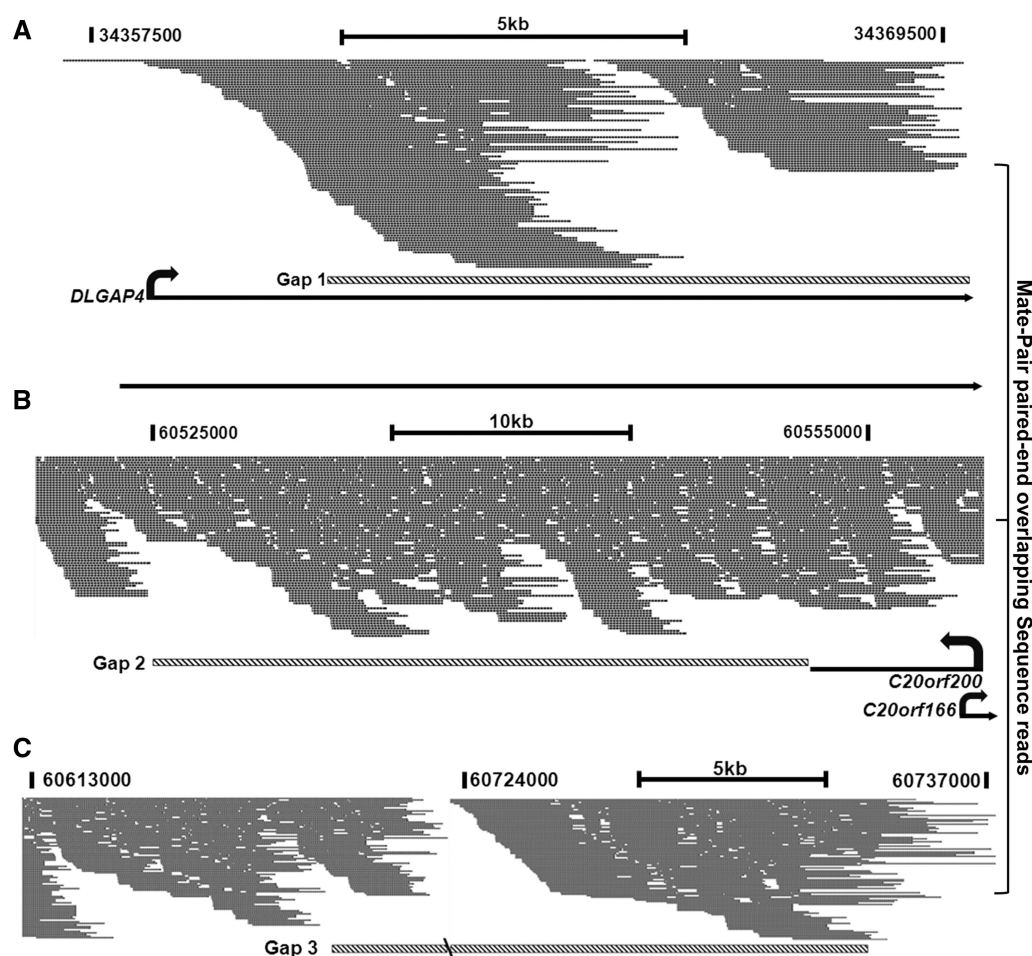 A
34357500
5kb
34369500
Gap 1
DLGAP4
B
60525000
10kb
60555000
Gap 2
C20orf200
C20orf166
C
60613000
60724000
5kb
60737000
Gap 3
Mate-Pair paired-end overlapping Sequence reads